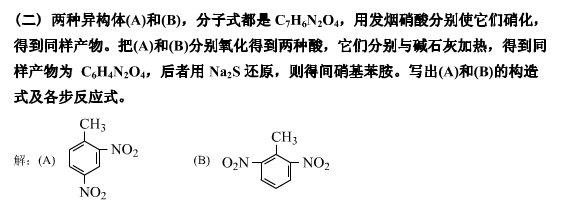 (二) 两种异构体(A)和(B)，分子式都是 C₇H₆N₂O₄，用发烟硝酸分别使它们硝化，
得到同样产物。把(A)和(B)分别氧化得到两种酸，它们分别与碱石灰加热，得到同
样产物为 C₆H₄N₂O₄，后者用 Na₂S 还原，则得间硝基苯胺。写出(A)和(B)的构造
式及各步反应式。
CH₃
NO₂
解：(A)
NO₂
CH₃
(B) O₂N NO₂